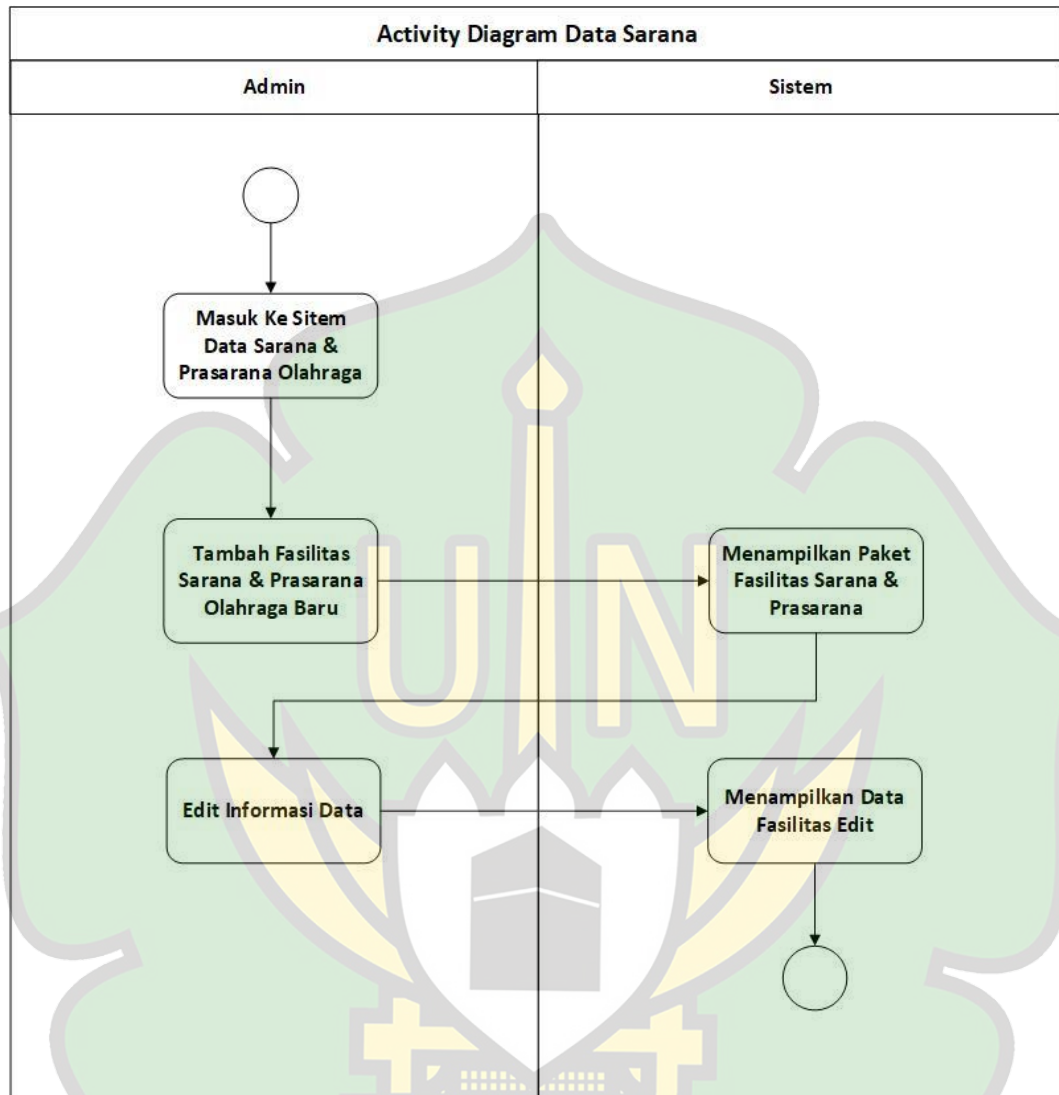 Activity Diagram Data Sarana
Admin
Sistem
Masuk Ke Sitem
Data Sarana &
Prasarana Olahraga
Tambah Fasilitas
Sarana & Prasarana
Olahraga Baru
Menampilkan Paket
Fasilitas Sarana &
Prasarana
UIN
Edit Informasi Data
Menampilkan Data
Fasilitas Edit